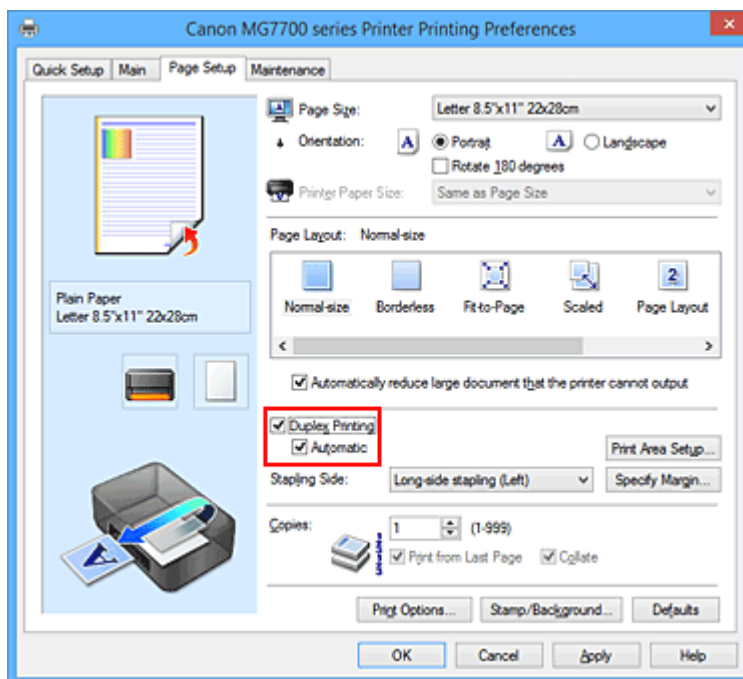 Canon MG7700 series Printer Printing Preferences
Quick Setup Main Page Setup Maintenance
Page Size: Letter 8.5"x11" 22x28cm
Orientation: A Portrait A Landscape
Rotate 180 degrees
Printer Paper Size: Same as Page Size
Page Layout: Normal-size
2
Normal-size Borderless Fit-to-Page Scaled Page Layout
Plain Paper
Letter 8.5"x11" 22x28cm
Automatically reduce large document that the printer cannot output
Duplex Printing
Automatic
Print Area Setup...
Stapling Side: Long-side stapling (Left) Specify Margin...
Copies: 1 (1-999)
Print from Last Page Collate
A
Print Options... Stamp/Background... Defaults
OK Cancel Apply Help